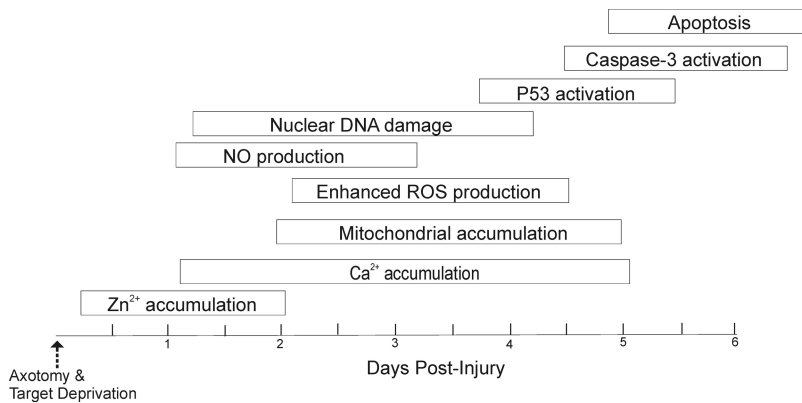 Apoptosis
Caspase-3 activation
P53 activation
Nuclear DNA damage
NO production
Enhanced ROS production
Mitochondrial accumulation
Ca²⁺ accumulation
Zn²⁺ accumulation
1 2 3 4 5 6
Days Post-Injury
Axotomy &
Target Deprivation